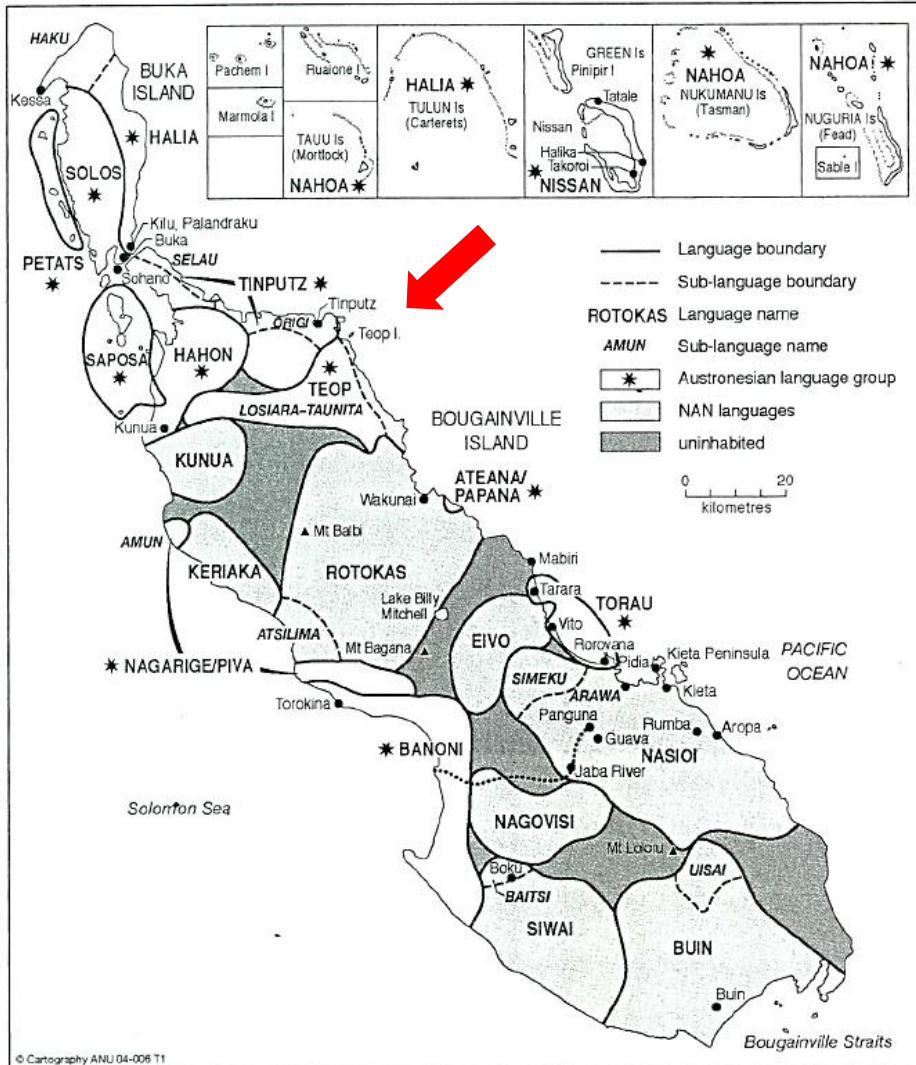 HAKU
BUKA
ISLAND
Kessa
HALIA
SOLOS
Kilu, Palandraku
Buka
Sohano
SELAU
PETATS
Pachem I
Marmola I
Ruaione I
TAUU Is
(Mortlock)
NAHOA
HALIA
TULUN Is
(Carterets)
GREEN Is
Pinipir I
Tatale
Nissan
Halika
Takoroi
NISSAN
NAHOA
NUKUMANU Is
(Tasman)
NAHOA
NUGURIA Is
(Fead)
Sable I
Language boundary
Sub-language boundary
ROTOKAS Language name
AMUN Sub-language name
Austronesian language group
NAN languages
uninhabited
0 20
kilometres
TINPUTZ
Tinputz
ORIGI
Teop I.
SAPOSA
HAHON
TEOP
LOSIARA-TAUNITA
Kunua
BOUGAINVILLE
ISLAND
KUNUA
ATEANA/
PAPANA
Wakunai
Mt Balbi
AMUN
KERIAKA
ROTOKAS
Mabiri
Tarara
TORAU
Lake Billy
Mitchell
ATSILIMA
EIVO
Vito
Mt Bagana
Rorovana
PACIFIC
OCEAN
NAGARIGE/PIVA
SIMEKU
Pidia
Kieta Peninsula
ARAWA
Kieta
Torokina
Panguna
Rumba
Aropa
Guava
BANONI
NASIOI
Jaba River
Solomon Sea
NAGOVISI
Mt Loloru
Boku
UISAI
BAITSI
SIWAI
BUIN
Buin
Bougainville Straits
© Cartography ANU 04-006 T1